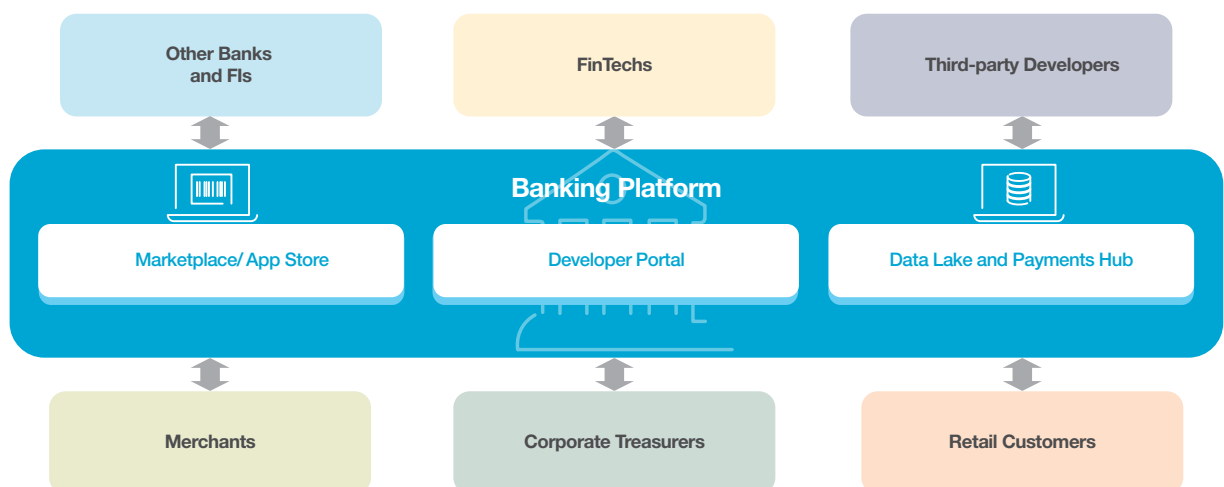 Other Banks
and FIs
FinTechs
Third-party Developers
Banking Platform
Marketplace/ App Store
Developer Portal
Data Lake and Payments Hub
Merchants
Corporate Treasurers
Retail Customers